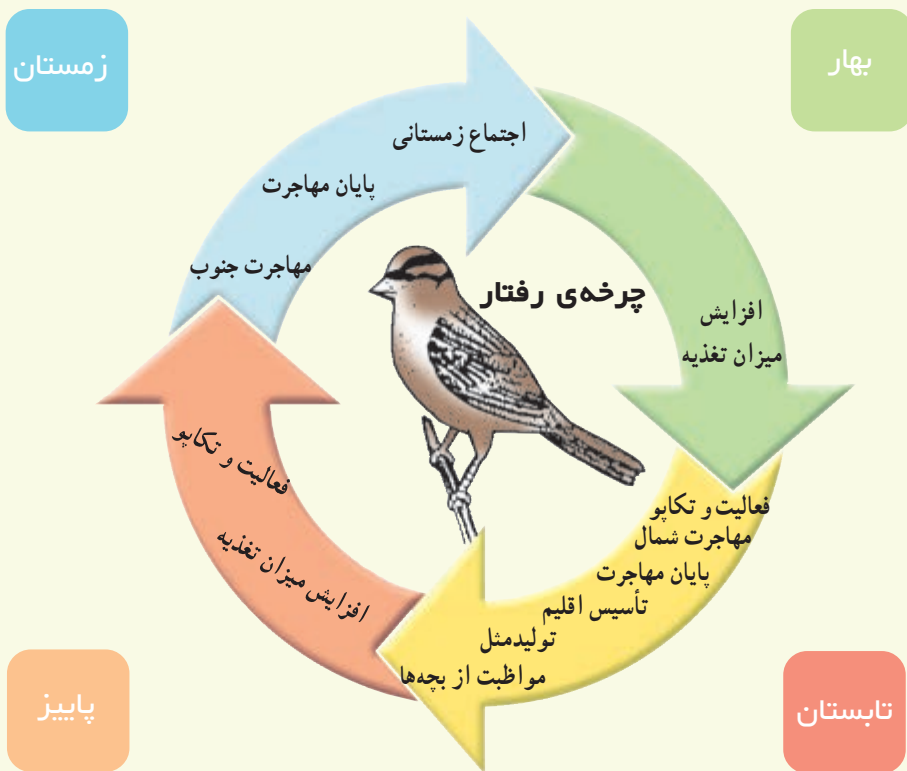 بهار
زمستان
اجتماع زمستانی
پایان مهاجرت
مهاجرت جنوب
چرخه‌ی رفتار
افزایش
میزان تغذیه
فعالیت و تکاپو
مهاجرت شمال
پایان مهاجرت
تأسیس اقلیم
تولیدمثل
مواظبت از بچه‌ها
افزایش میزان تغذیه
فعالیت و تکاپو
تابستان
پاییز